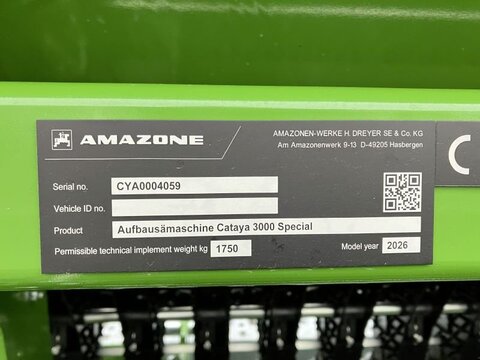 AMAZONE
AMAZONEN-WERKE H. DREYER SE & Co. KG
Am Amazonenwerk 9-13 D-49205 Hasbergen
Serial no. CYA0004059
Vehicle ID no.
Product Aufbausämaschine Cataya 3000 Special
Permissible technical implement weight kg 1750 Model year 2026